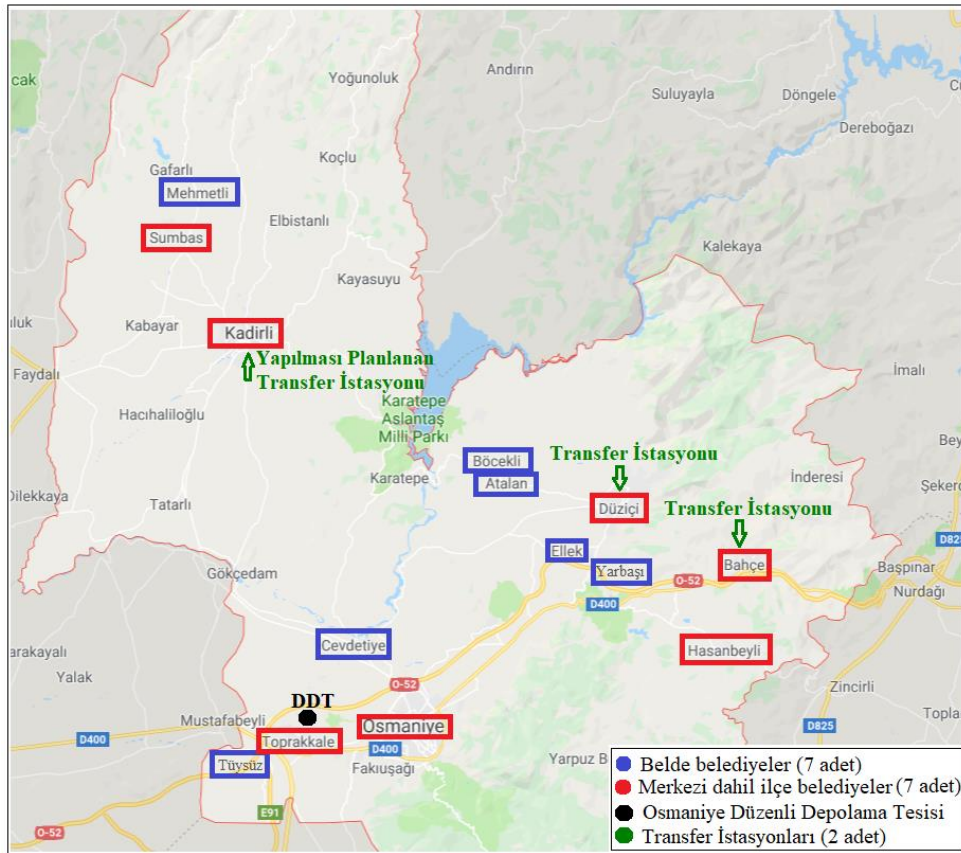 Yoğunoluk
Andırın
Suluyayla
Döngele
Dereboğazı
cak
Koçlu
Gafarlı
Mehmetli
Elbistanlı
Sumbas
Kalekaya
Kayasuyu
Kabayar
Kadirli
Yapılması Planlanan
Transfer İstasyonu
Faydalı
İmalı
Karatepe
Aslantaş
Milli Parkı
Hacıhaliloğlu
Böcekli
Transfer İstasyonu
Karatepe
Atalan
İnderesi
Dilekkaya
Tatarlı
Düziçi
Transfer İstasyonu
Şekerd
D825
Ellek
Bahçe
Başpınar
Gökçedam
Yarbaşı
O-52
Nurdağı
D400
Cevdetiye
Hasanbeyli
arakayalı
Yalak
O-52
Zincirli
DDT
Mustafabeyli
Osmaniye
D825
Topla
D400
Toprakkale
D400
Tüysüz
Fakıuşağı
Yarpuz B
E91
O-52
Belde belediyeler (7 adet)
Merkezi dahil ilçe belediyeler (7 adet)
Osmaniye Düzenli Depolama Tesisi
Transfer İstasyonları (2 adet)